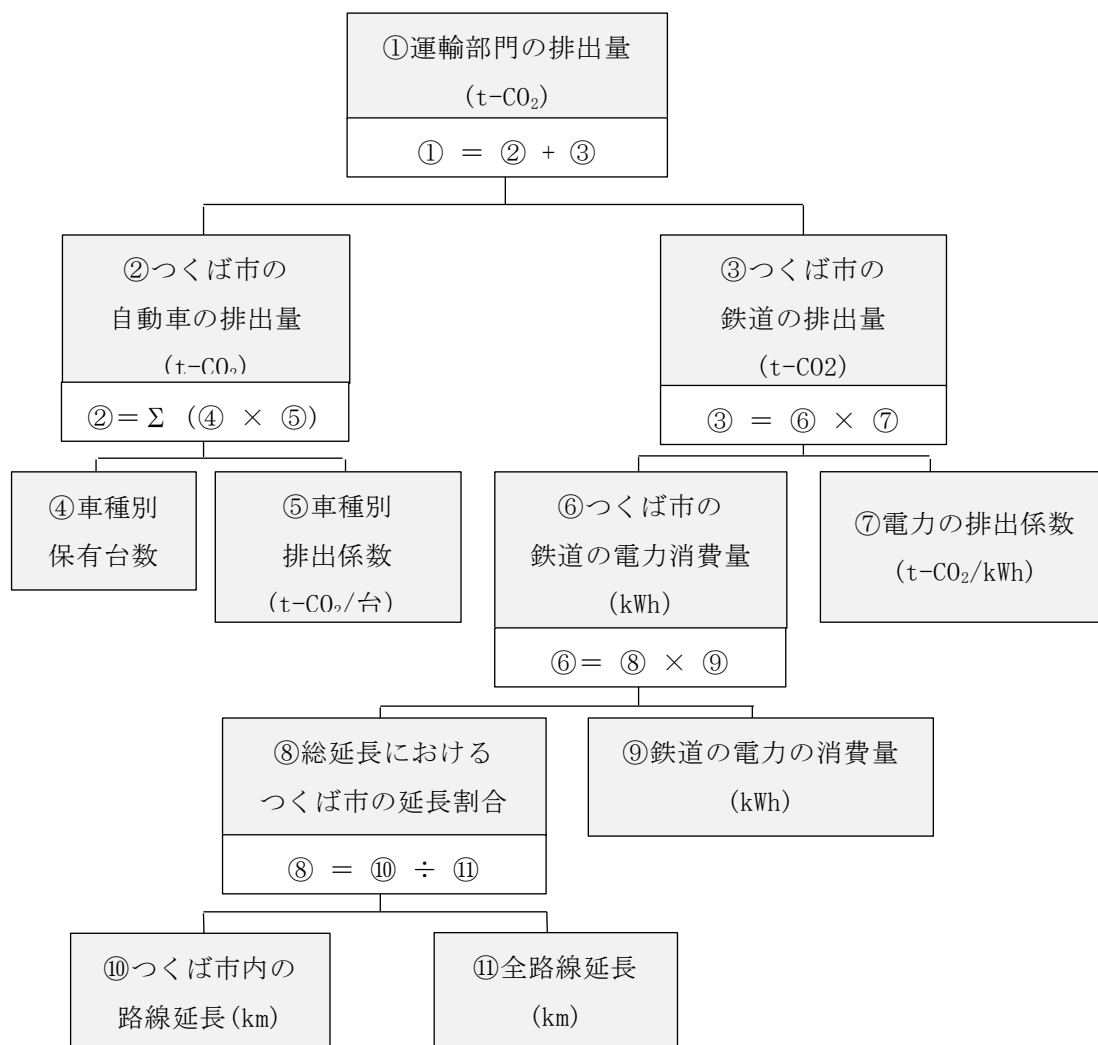 ①運輸部門の排出量
(t-CO₂)
① = ② + ③
②つくば市の
自動車の排出量
(t-CO₂)
②＝Σ (④ × ⑤)
③つくば市の
鉄道の排出量
(t-CO2)
③ = ⑥ × ⑦
④車種別
保有台数
⑤車種別
排出係数
(t-CO₂/台)
⑥つくば市の
鉄道の電力消費量
(kWh)
⑥= ⑧ × ⑨
⑦電力の排出係数
(t-CO₂/kWh)
⑧総延長における
つくば市の延長割合
⑧ = ⑩ ÷ ⑪
⑨鉄道の電力の消費量
(kWh)
⑩つくば市内の
路線延長(km)
⑪全路線延長
(km)